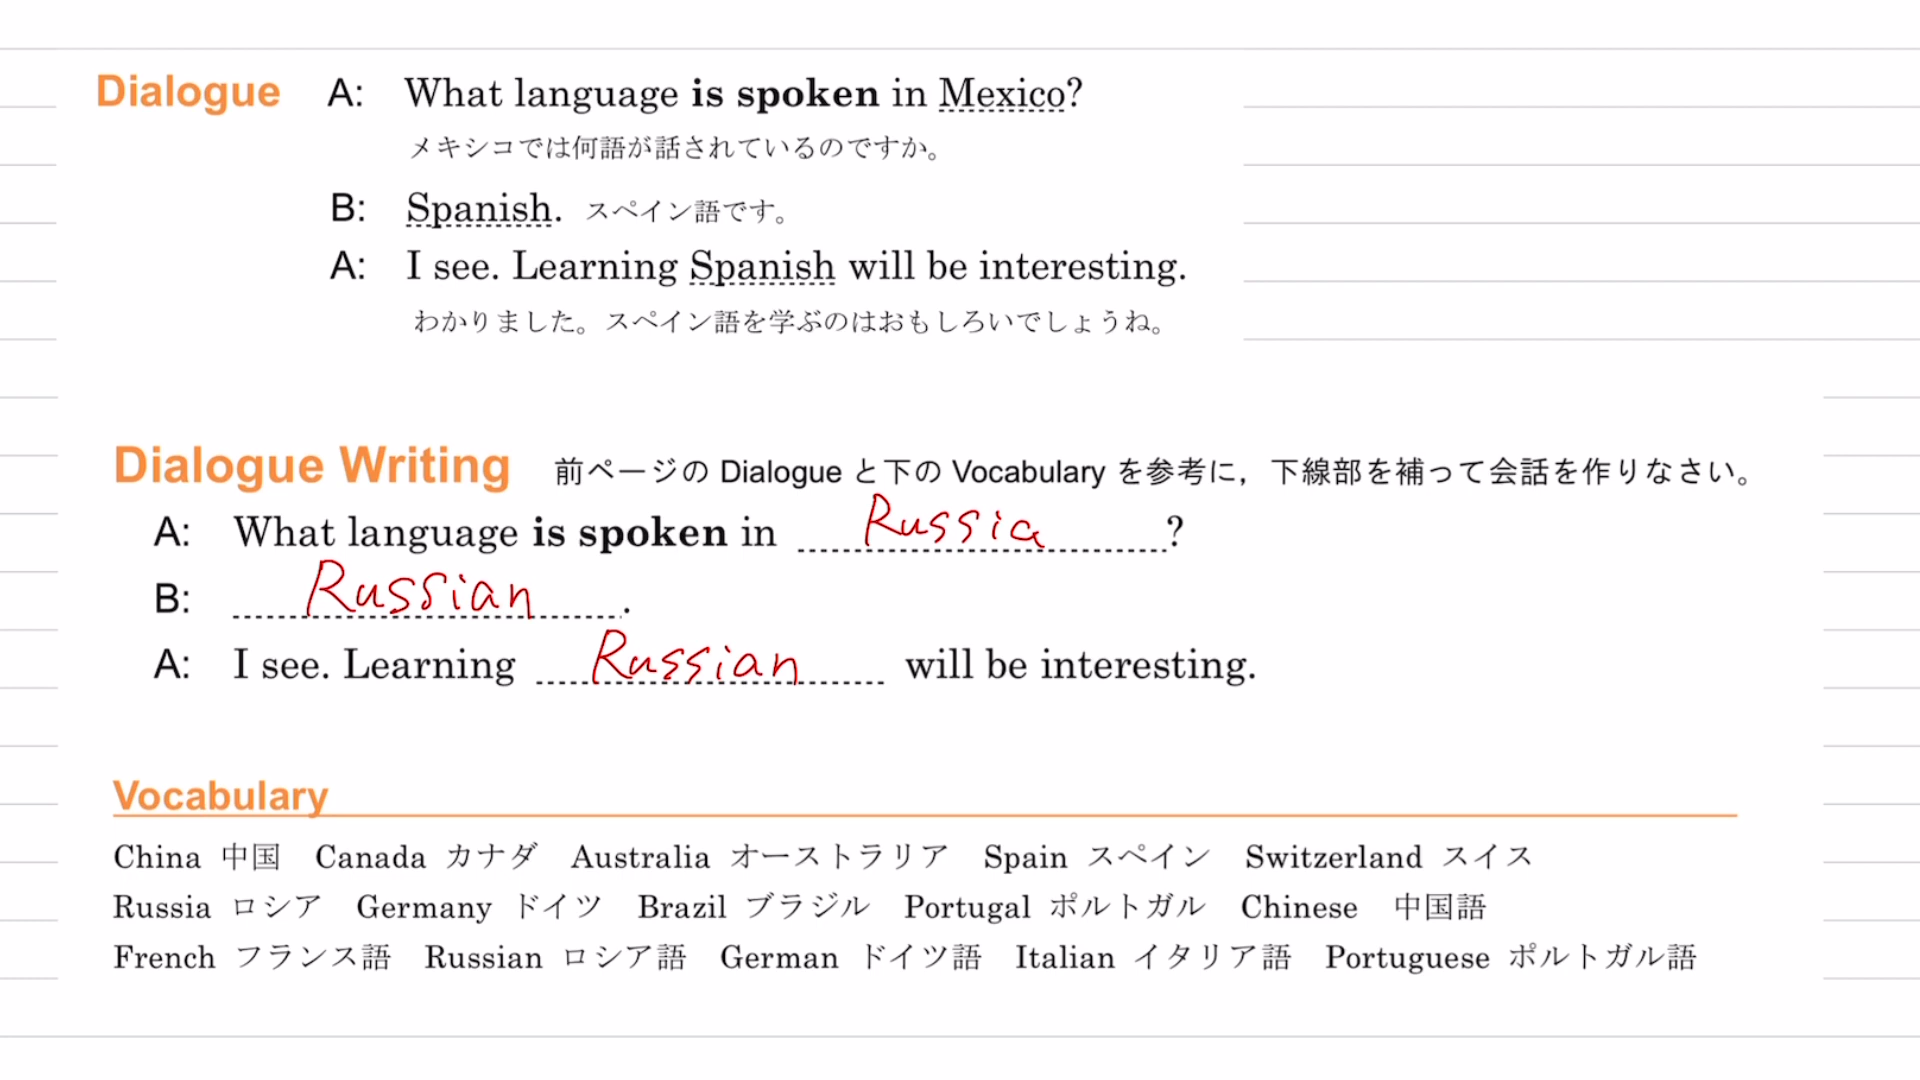 Dialogue A: What language is spoken in Mexico?
メキシコでは何語が話されているのですか。
B: Spanish. スペイン語です。
A: I see. Learning Spanish will be interesting.
わかりました。スペイン語を学ぶのはおもしろいでしょうね。
Dialogue Writing 前ページの Dialogue と下の Vocabulary を参考に，下線部を補って会話を作りなさい。
A: What language is spoken in Russia?
B: Russian.
A: I see. Learning Russian will be interesting.
Vocabulary
China 中国 Canada カナダ Australia オーストラリア Spain スペイン Switzerland スイス
Russia ロシア Germany ドイツ Brazil ブラジル Portugal ポルトガル Chinese 中国語
French フランス語 Russian ロシア語 German ドイツ語 Italian イタリア語 Portuguese ポルトガル語